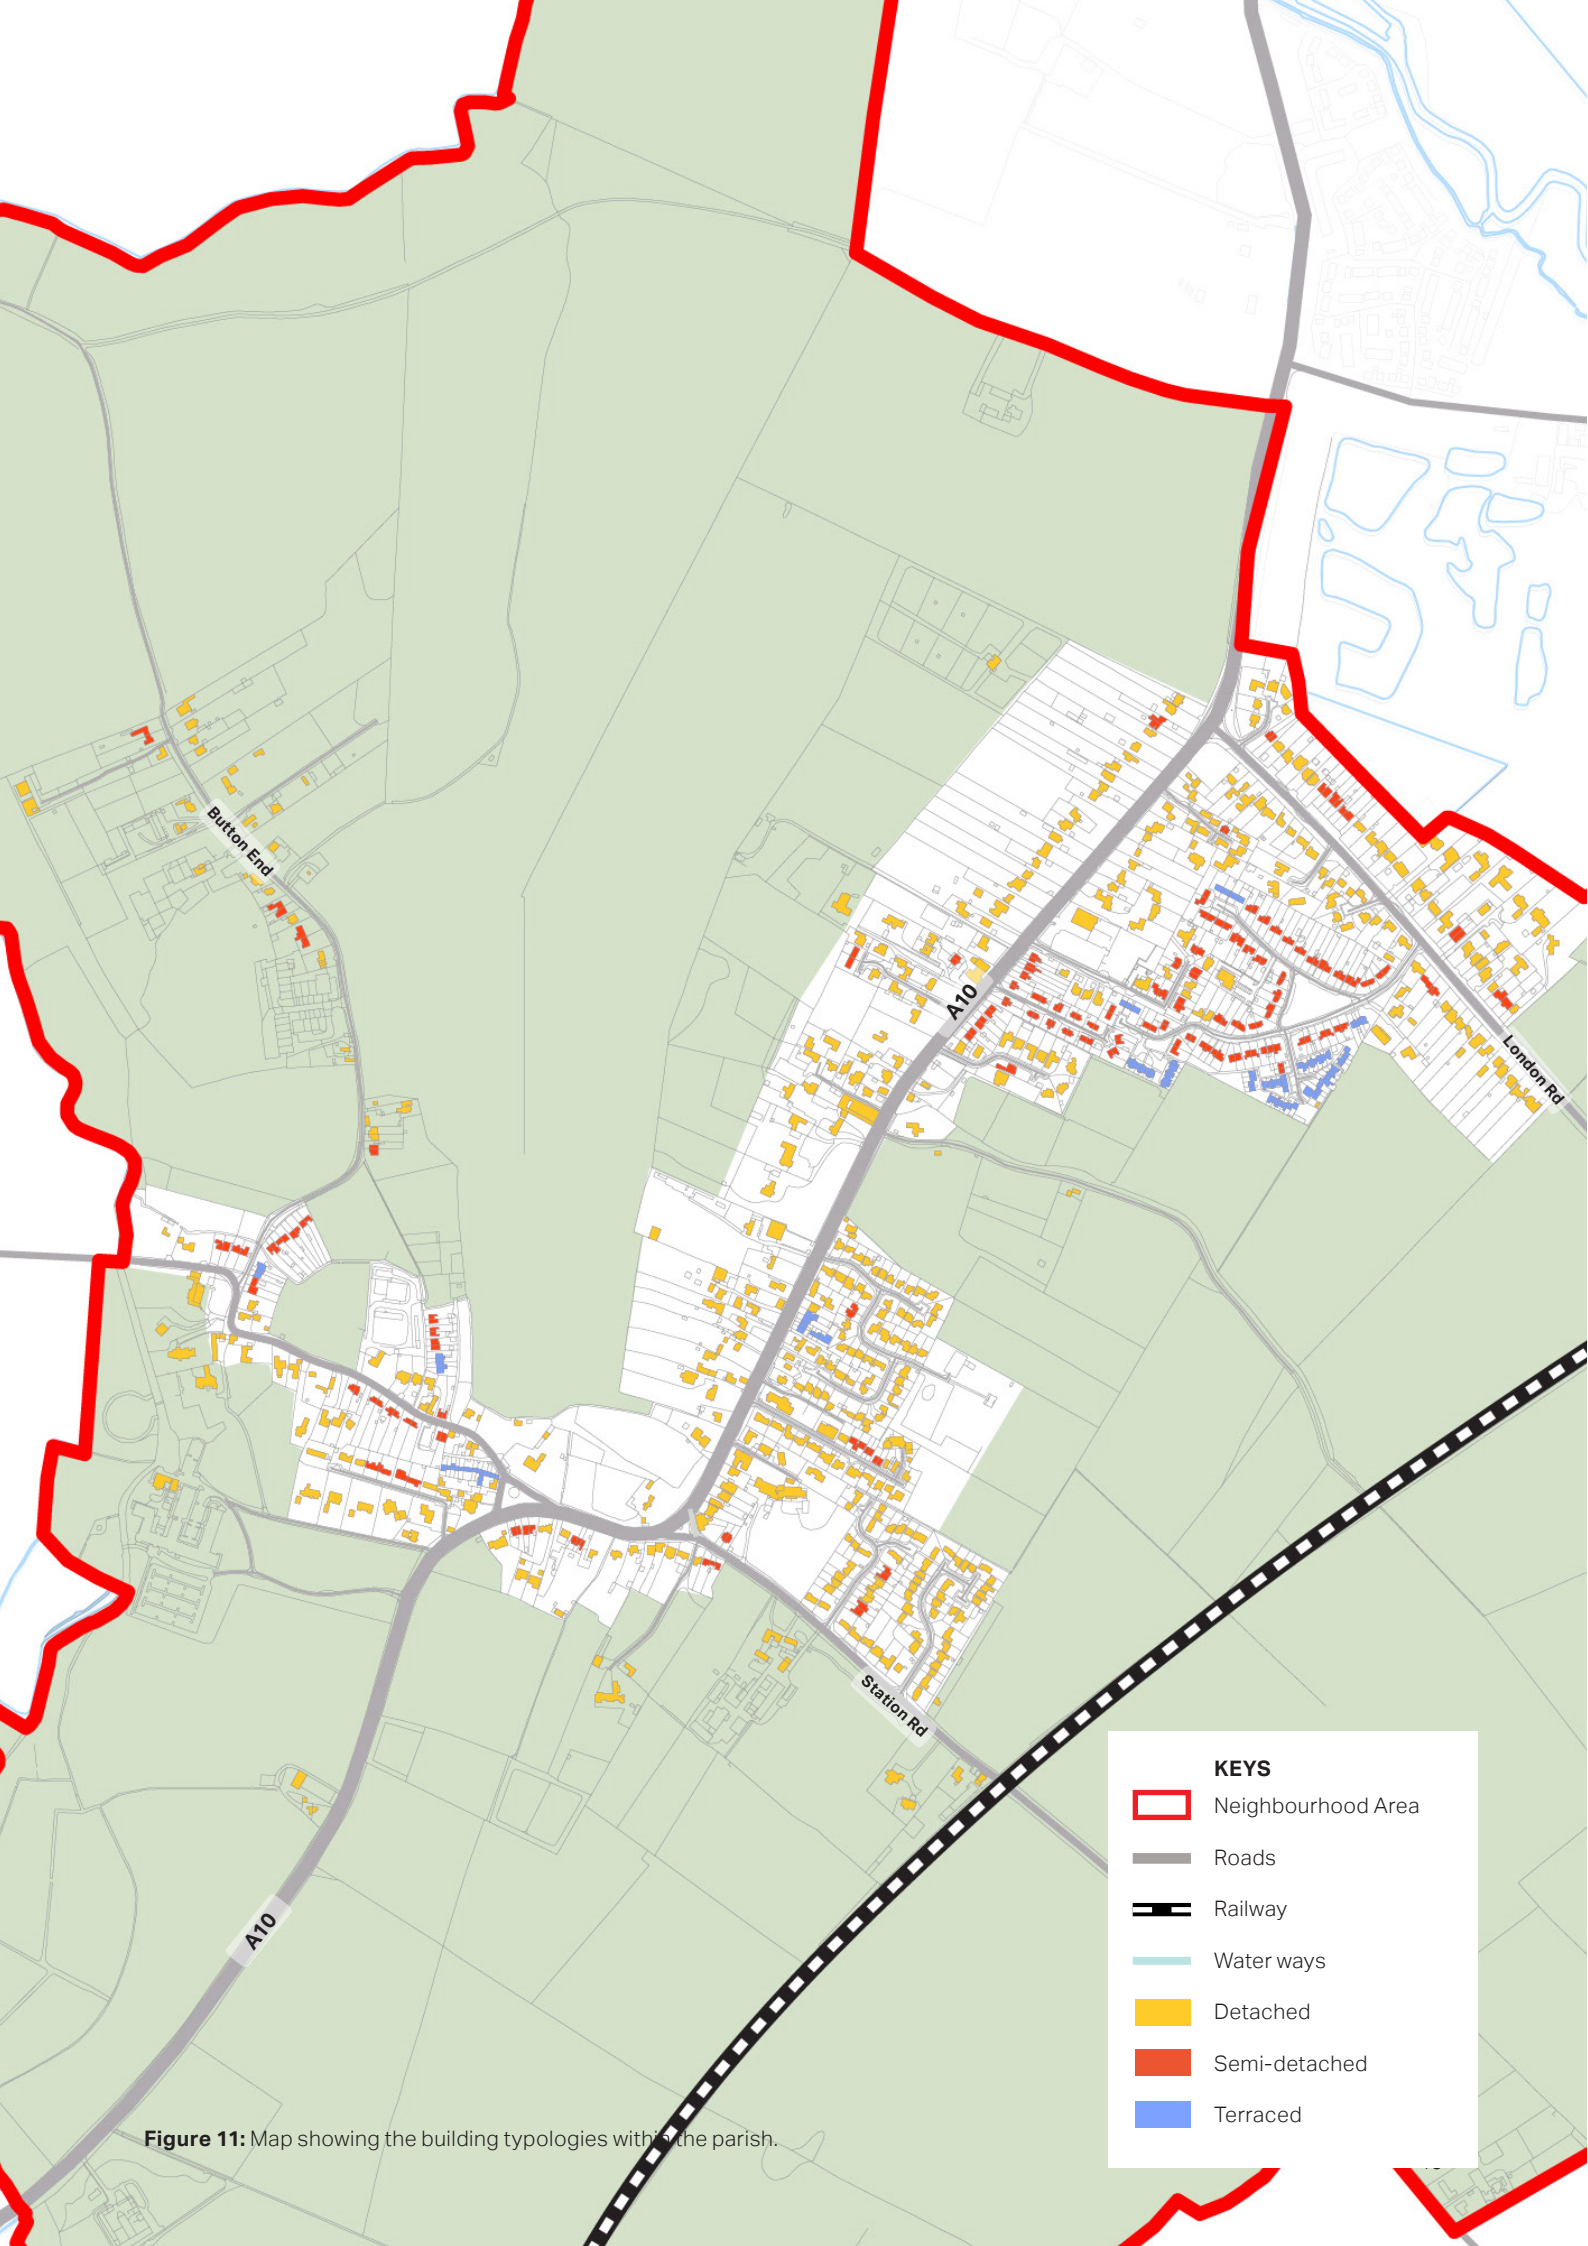 Button End
A10
London Rd
Station Rd
A10
KEYS
Neighbourhood Area
Roads
Railway
Water ways
Detached
Semi-detached
Terraced
Figure 11: Map showing the building typologies within the parish.